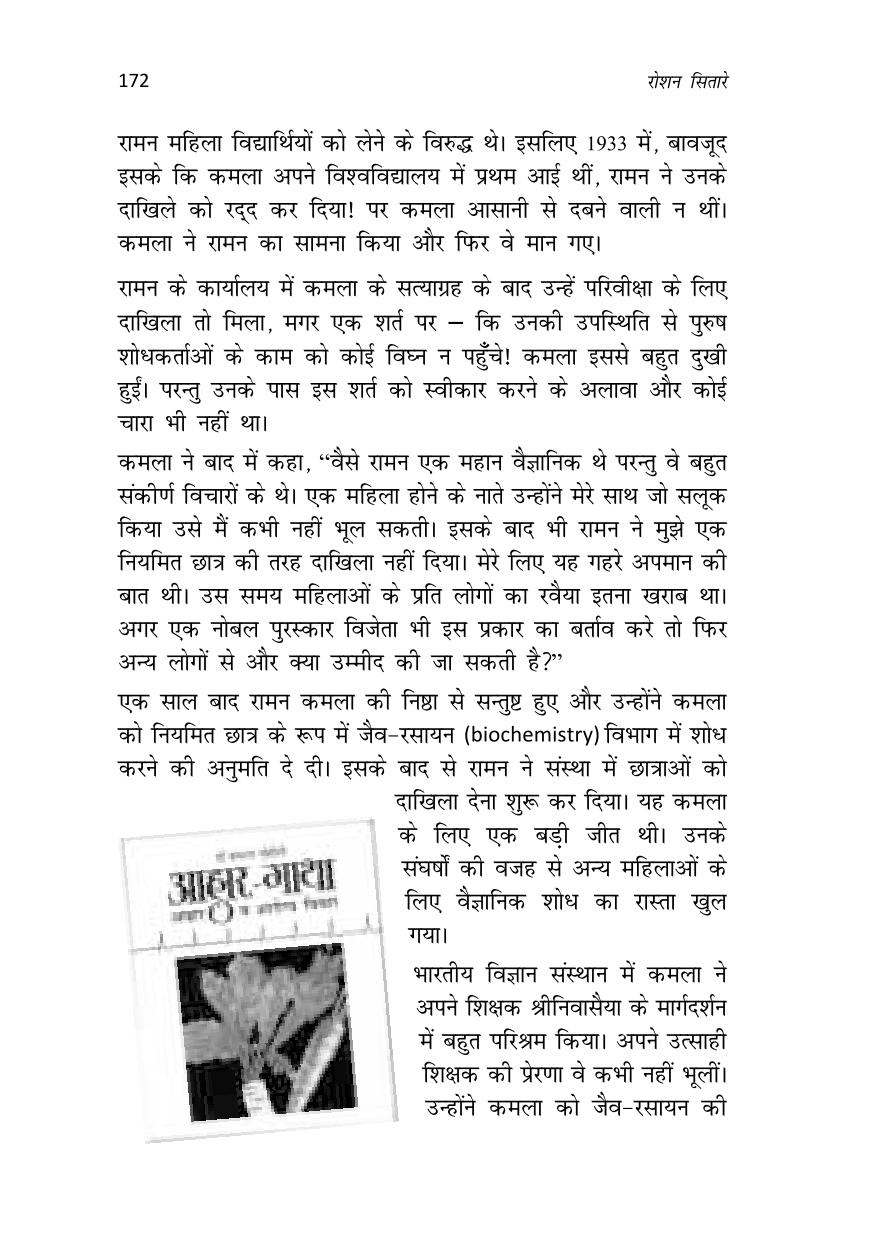 172 रोशन सितारे
रामन महिला विद्यार्थियों को लेने के विरुद्ध थे। इसलिए 1933 में, बावजूद
इसके कि कमला अपने विश्वविद्यालय में प्रथम आई थीं, रामन ने उनके
दाखिले को रद्द कर दिया! पर कमला आसानी से दबने वाली न थीं।
कमला ने रामन का सामना किया और फिर वे मान गए।
रामन के कार्यालय में कमला के सत्याग्रह के बाद उन्हें परिवीक्षा के लिए
दाखिला तो मिला, मगर एक शर्त पर – कि उनकी उपस्थिति से पुरुष
शोधकर्ताओं के काम को कोई विघ्न न पहुँचे! कमला इससे बहुत दुखी
हुईं। परन्तु उनके पास इस शर्त को स्वीकार करने के अलावा और कोई
चारा भी नहीं था।
कमला ने बाद में कहा, “वैसे रामन एक महान वैज्ञानिक थे परन्तु वे बहुत
संकीर्ण विचारों के थे। एक महिला होने के नाते उन्होंने मेरे साथ जो सलूक
किया उसे मैं कभी नहीं भूल सकती। इसके बाद भी रामन ने मुझे एक
नियमित छात्र की तरह दाखिला नहीं दिया। मेरे लिए यह गहरे अपमान की
बात थी। उस समय महिलाओं के प्रति लोगों का रवैया इतना खराब था।
अगर एक नोबल पुरस्कार विजेता भी इस प्रकार का बर्ताव करे तो फिर
अन्य लोगों से और क्या उम्मीद की जा सकती है?”
एक साल बाद रामन कमला की निष्ठा से सन्तुष्ट हुए और उन्होंने कमला
को नियमित छात्र के रूप में जैव-रसायन (biochemistry) विभाग में शोध
करने की अनुमति दे दी। इसके बाद से रामन ने संस्था में छात्राओं को
दाखिला देना शुरू कर दिया। यह कमला
के लिए एक बड़ी जीत थी। उनके
संघर्षों की वजह से अन्य महिलाओं के
लिए वैज्ञानिक शोध का रास्ता खुल
गया।
भारतीय विज्ञान संस्थान में कमला ने
अपने शिक्षक श्रीनिवासैया के मार्गदर्शन
में बहुत परिश्रम किया। अपने उत्साही
शिक्षक की प्रेरणा वे कभी नहीं भूलीं।
उन्होंने कमला को जैव-रसायन की
आहार-गाथा